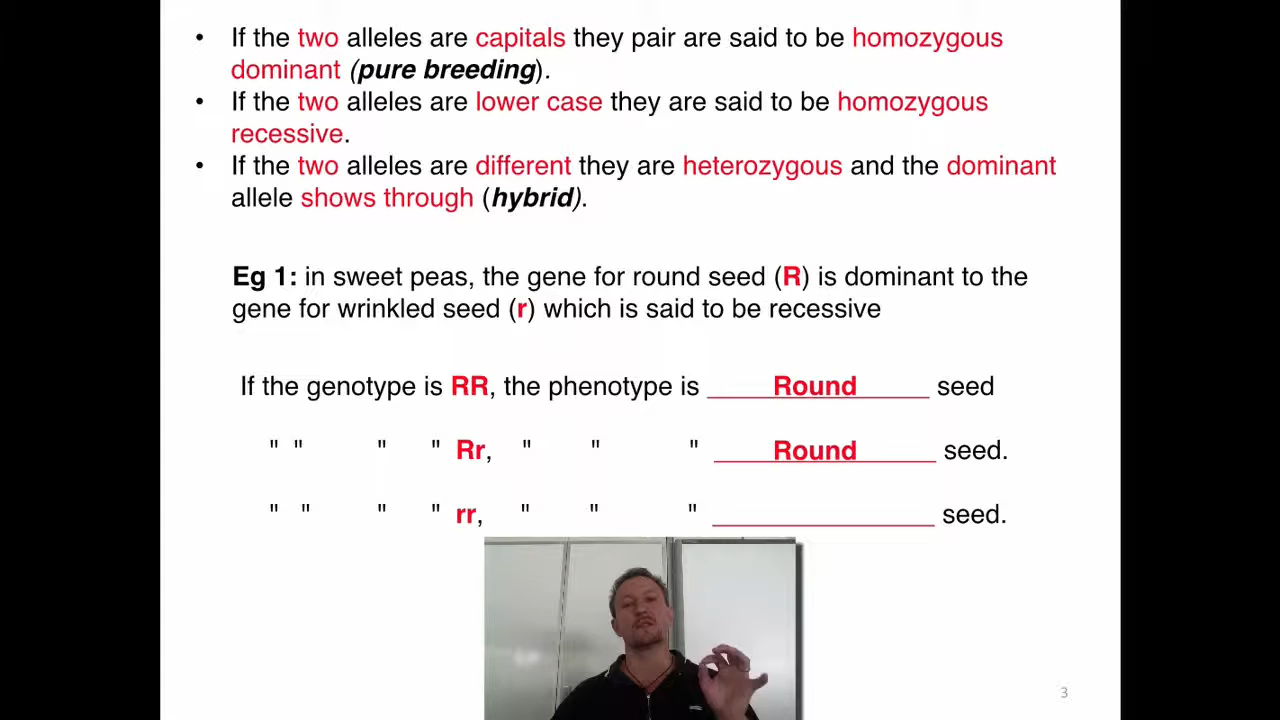 • If the two alleles are capitals they pair are said to be homozygous
dominant (pure breeding).
• If the two alleles are lower case they are said to be homozygous
recessive.
• If the two alleles are different they are heterozygous and the dominant
allele shows through (hybrid).
Eg 1: in sweet peas, the gene for round seed (R) is dominant to the
gene for wrinkled seed (r) which is said to be recessive
If the genotype is RR, the phenotype is Round seed
" " " " Rr, " " " Round seed.
" " " " rr, " " " ________ seed.
3